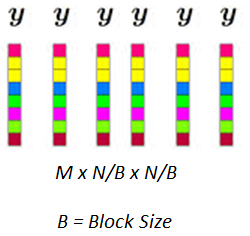 y y y y y y
M x N/B x N/B
B = Block Size